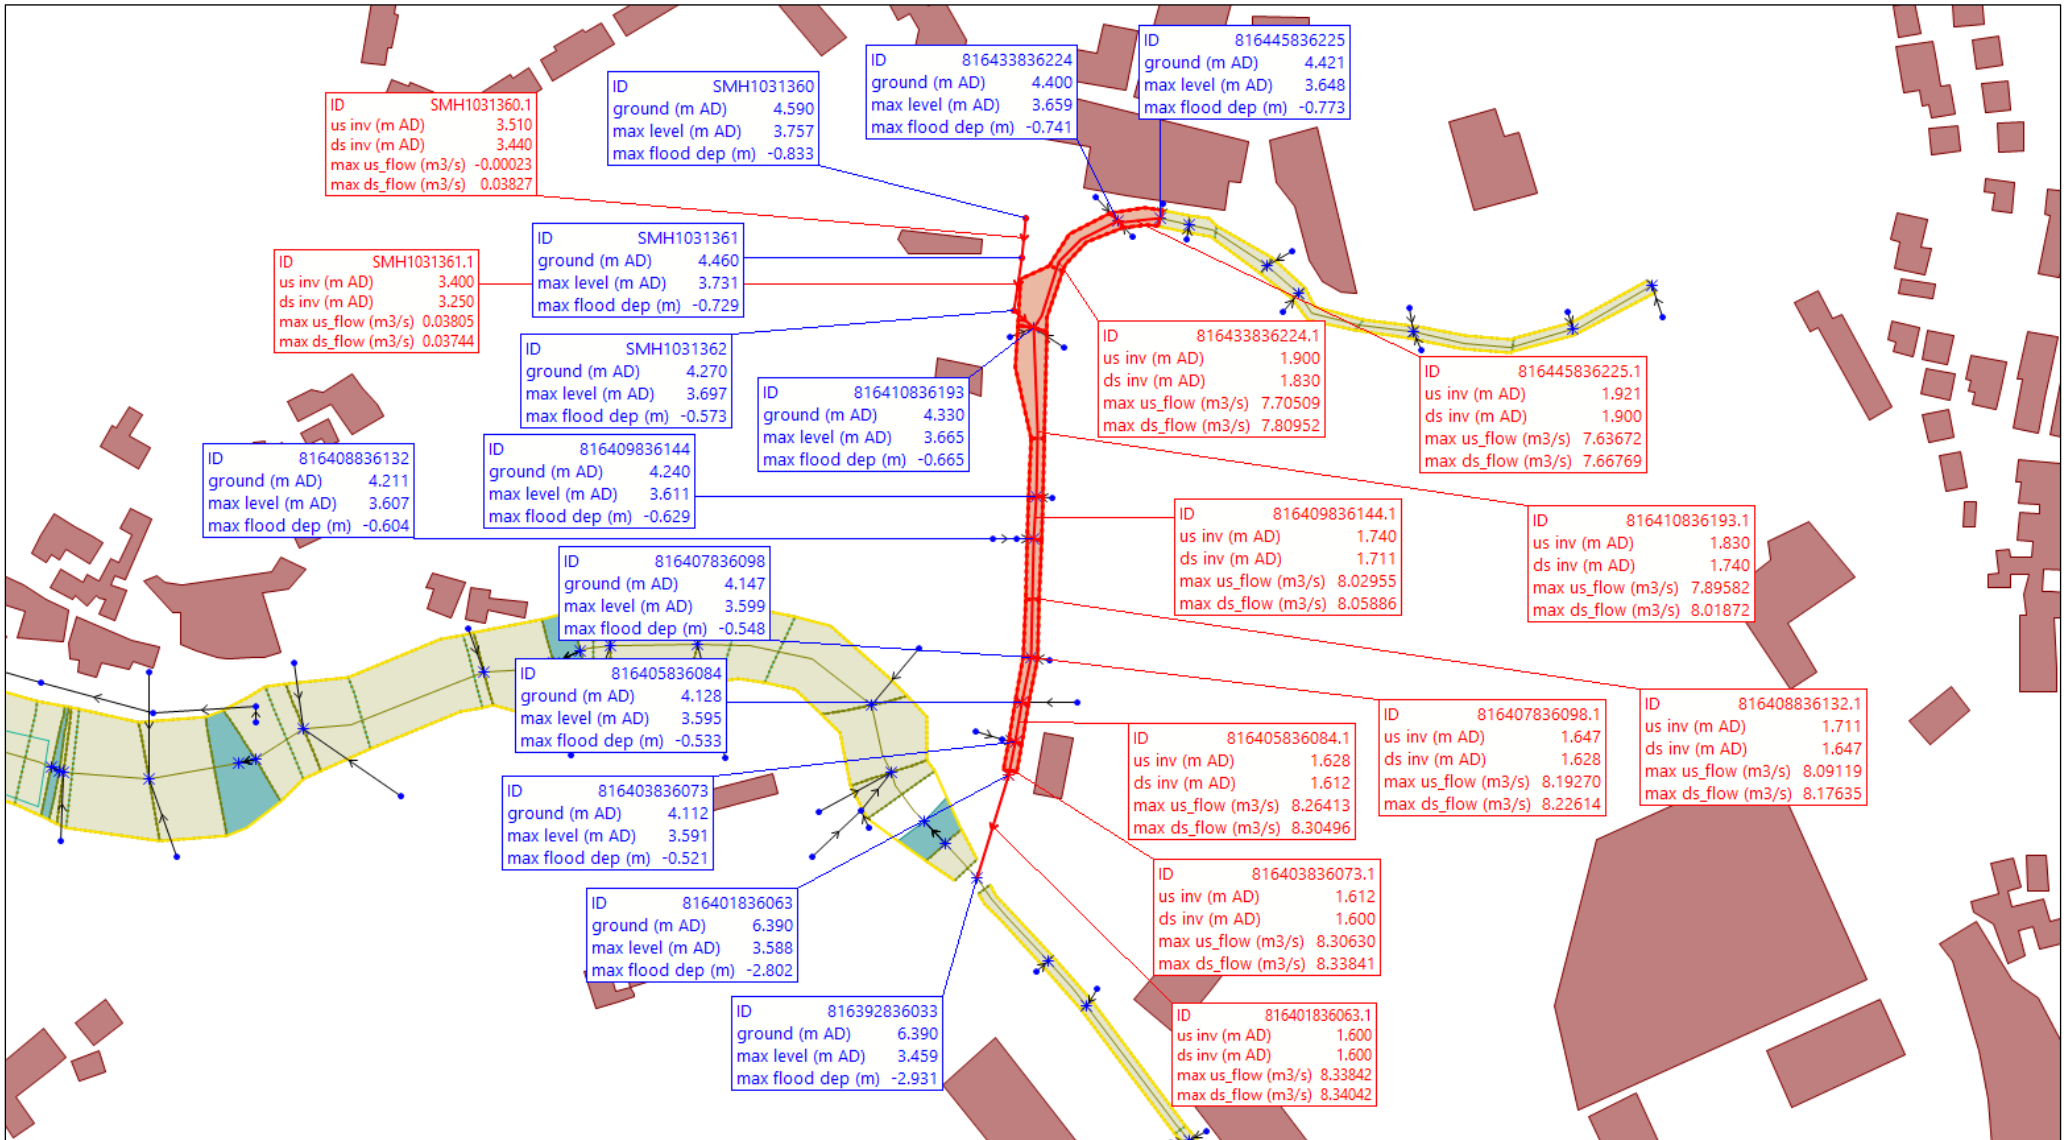 ID 816445836225
ground (m AD) 4.421
max level (m AD) 3.648
max flood dep (m) -0.773
ID 816433836224
ground (m AD) 4.400
max level (m AD) 3.659
max flood dep (m) -0.741
ID SMH1031360
ground (m AD) 4.590
max level (m AD) 3.757
max flood dep (m) -0.833
ID SMH1031360.1
us inv (m AD) 3.510
ds inv (m AD) 3.440
max us_flow (m3/s) -0.00023
max ds_flow (m3/s) 0.03827
ID SMH1031361
ground (m AD) 4.460
max level (m AD) 3.731
max flood dep (m) -0.729
ID SMH1031361.1
us inv (m AD) 3.400
ds inv (m AD) 3.250
max us_flow (m3/s) 0.03805
max ds_flow (m3/s) 0.03744
ID SMH1031362
ground (m AD) 4.270
max level (m AD) 3.697
max flood dep (m) -0.573
ID 816433836224.1
us inv (m AD) 1.900
ds inv (m AD) 1.830
max us_flow (m3/s) 7.70509
max ds_flow (m3/s) 7.80952
ID 816445836225.1
us inv (m AD) 1.921
ds inv (m AD) 1.900
max us_flow (m3/s) 7.63672
max ds_flow (m3/s) 7.66769
ID 816410836193
ground (m AD) 4.330
max level (m AD) 3.665
max flood dep (m) -0.665
ID 816409836144
ground (m AD) 4.240
max level (m AD) 3.611
max flood dep (m) -0.629
ID 816408836132
ground (m AD) 4.211
max level (m AD) 3.607
max flood dep (m) -0.604
ID 816409836144.1
us inv (m AD) 1.740
ds inv (m AD) 1.711
max us_flow (m3/s) 8.02955
max ds_flow (m3/s) 8.05886
ID 816410836193.1
us inv (m AD) 1.830
ds inv (m AD) 1.740
max us_flow (m3/s) 7.89582
max ds_flow (m3/s) 8.01872
ID 816407836098
ground (m AD) 4.147
max level (m AD) 3.599
max flood dep (m) -0.548
ID 816405836084
ground (m AD) 4.128
max level (m AD) 3.595
max flood dep (m) -0.533
ID 816408836132.1
us inv (m AD) 1.711
ds inv (m AD) 1.647
max us_flow (m3/s) 8.09119
max ds_flow (m3/s) 8.17635
ID 816407836098.1
us inv (m AD) 1.647
ds inv (m AD) 1.628
max us_flow (m3/s) 8.19270
max ds_flow (m3/s) 8.22614
ID 816405836084.1
us inv (m AD) 1.628
ds inv (m AD) 1.612
max us_flow (m3/s) 8.26413
max ds_flow (m3/s) 8.30496
ID 816403836073
ground (m AD) 4.112
max level (m AD) 3.591
max flood dep (m) -0.521
ID 816403836073.1
us inv (m AD) 1.612
ds inv (m AD) 1.600
max us_flow (m3/s) 8.30630
max ds_flow (m3/s) 8.33841
ID 816401836063
ground (m AD) 6.390
max level (m AD) 3.588
max flood dep (m) -2.802
ID 816392836033
ground (m AD) 6.390
max level (m AD) 3.459
max flood dep (m) -2.931
ID 816401836063.1
us inv (m AD) 1.600
ds inv (m AD) 1.600
max us_flow (m3/s) 8.33842
max ds_flow (m3/s) 8.34042